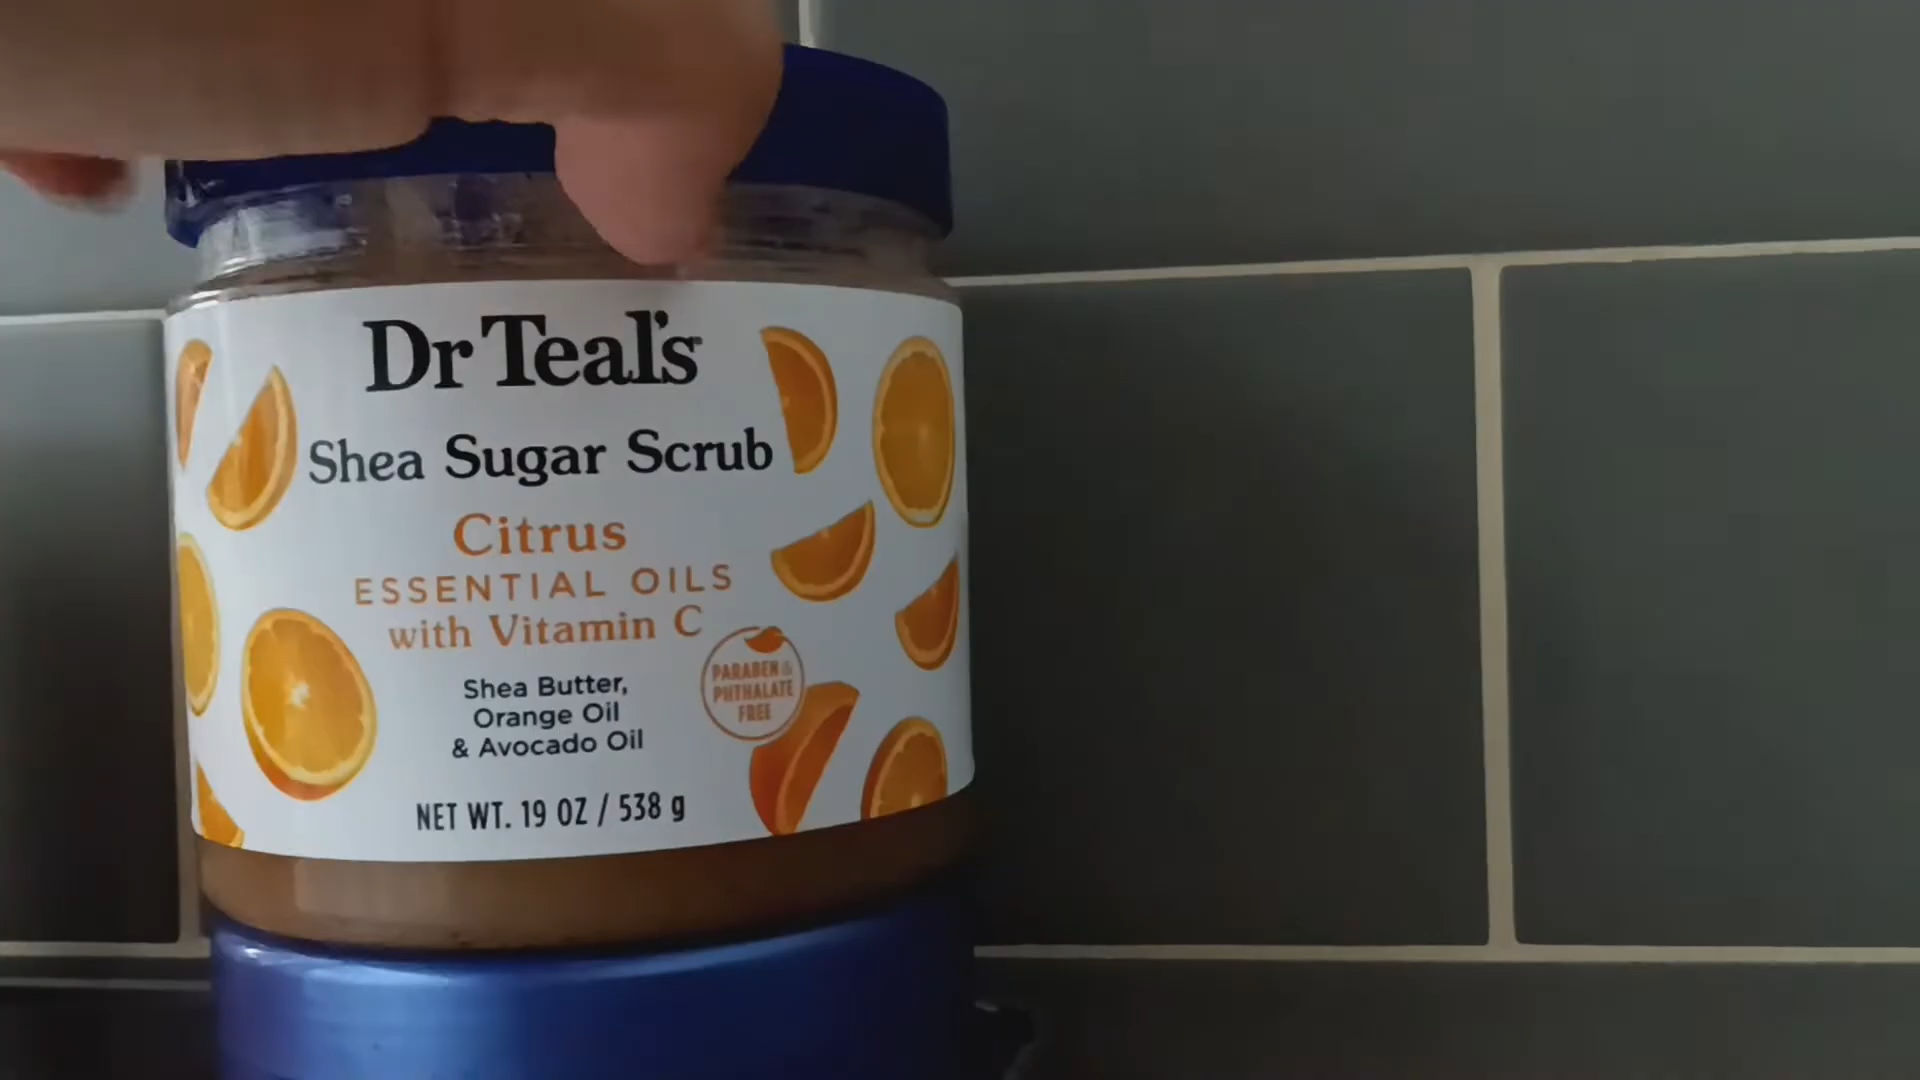 Dr Teal's
Shea Sugar Scrub
Citrus
ESSENTIAL OILS
with Vitamin C
PARABEN &
PHTHALATE
FREE
Shea Butter,
Orange Oil
& Avocado Oil
NET WT. 19 OZ / 538 g